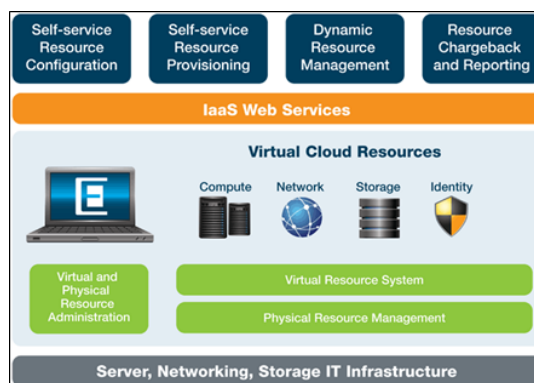 Self-service
Resource
Configuration
Self-service
Resource
Provisioning
Dynamic
Resource
Management
Resource
Chargeback
and Reporting
IaaS Web Services
Virtual Cloud Resources
Compute
Network
Storage
Identity
E
Virtual and
Physical
Resource
Administration
Virtual Resource System
Physical Resource Management
Server, Networking, Storage IT Infrastructure